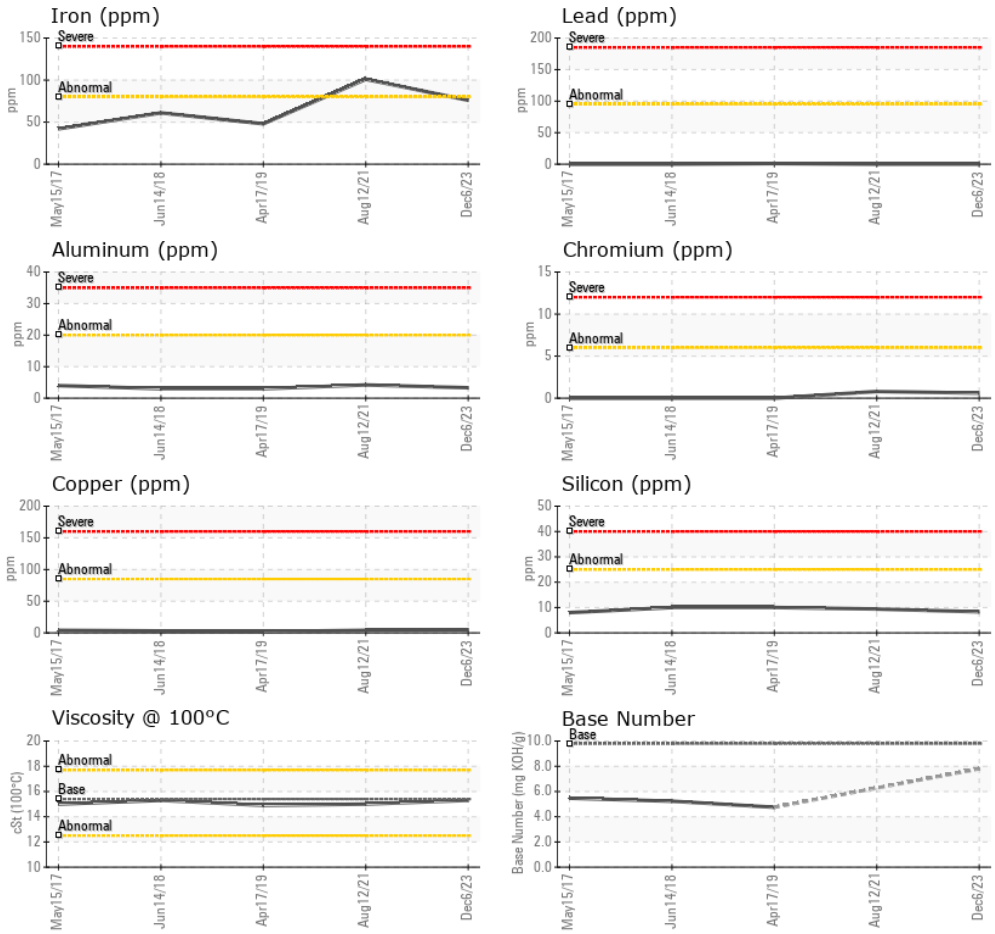 Iron (ppm)
150
100
50
0
ppm
Severe
Abnormal
May15/17
Jun14/18
Apr17/19
Aug12/21
Dec6/23
Lead (ppm)
200
150
100
50
0
ppm
Severe
Abnormal
May15/17
Jun14/18
Apr17/19
Aug12/21
Dec6/23
Aluminum (ppm)
40
30
20
10
0
ppm
Severe
Abnormal
May15/17
Jun14/18
Apr17/19
Aug12/21
Dec6/23
Chromium (ppm)
15
10
5
0
ppm
Severe
Abnormal
May15/17
Jun14/18
Apr17/19
Aug12/21
Dec6/23
Copper (ppm)
200
150
100
50
0
ppm
Severe
Abnormal
May15/17
Jun14/18
Apr17/19
Aug12/21
Dec6/23
Silicon (ppm)
50
40
30
20
10
0
ppm
Severe
Abnormal
May15/17
Jun14/18
Apr17/19
Aug12/21
Dec6/23
Viscosity @ 100°C
20
18
16
14
12
10
cSt (100°C)
Abnormal
Base
Abnormal
May15/17
Jun14/18
Apr17/19
Aug12/21
Dec6/23
Base Number
10.0
8.0
6.0
4.0
2.0
0.0
Base Number (mg KOH/g)
Base
May15/17
Jun14/18
Apr17/19
Aug12/21
Dec6/23